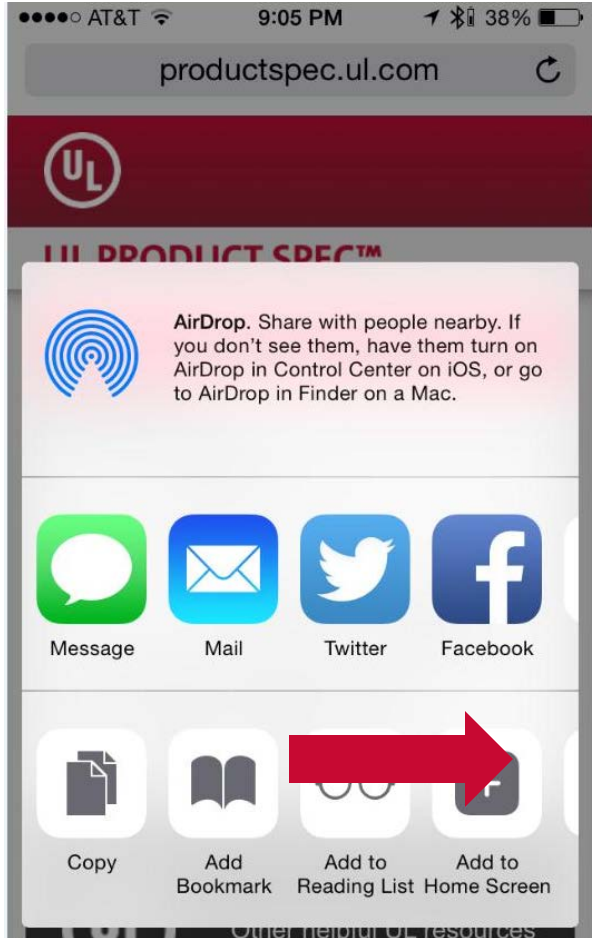 AT&T 9:05 PM 38%
productspec.ul.com
UL
UL PRODUCT SPEC™
AirDrop. Share with people nearby. If
you don't see them, have them turn on
AirDrop in Control Center on iOS, or go
to AirDrop in Finder on a Mac.
Message Mail Twitter Facebook
Copy
Add
Bookmark
Add to
Reading List
Add to
Home Screen
Other helpful UL resources